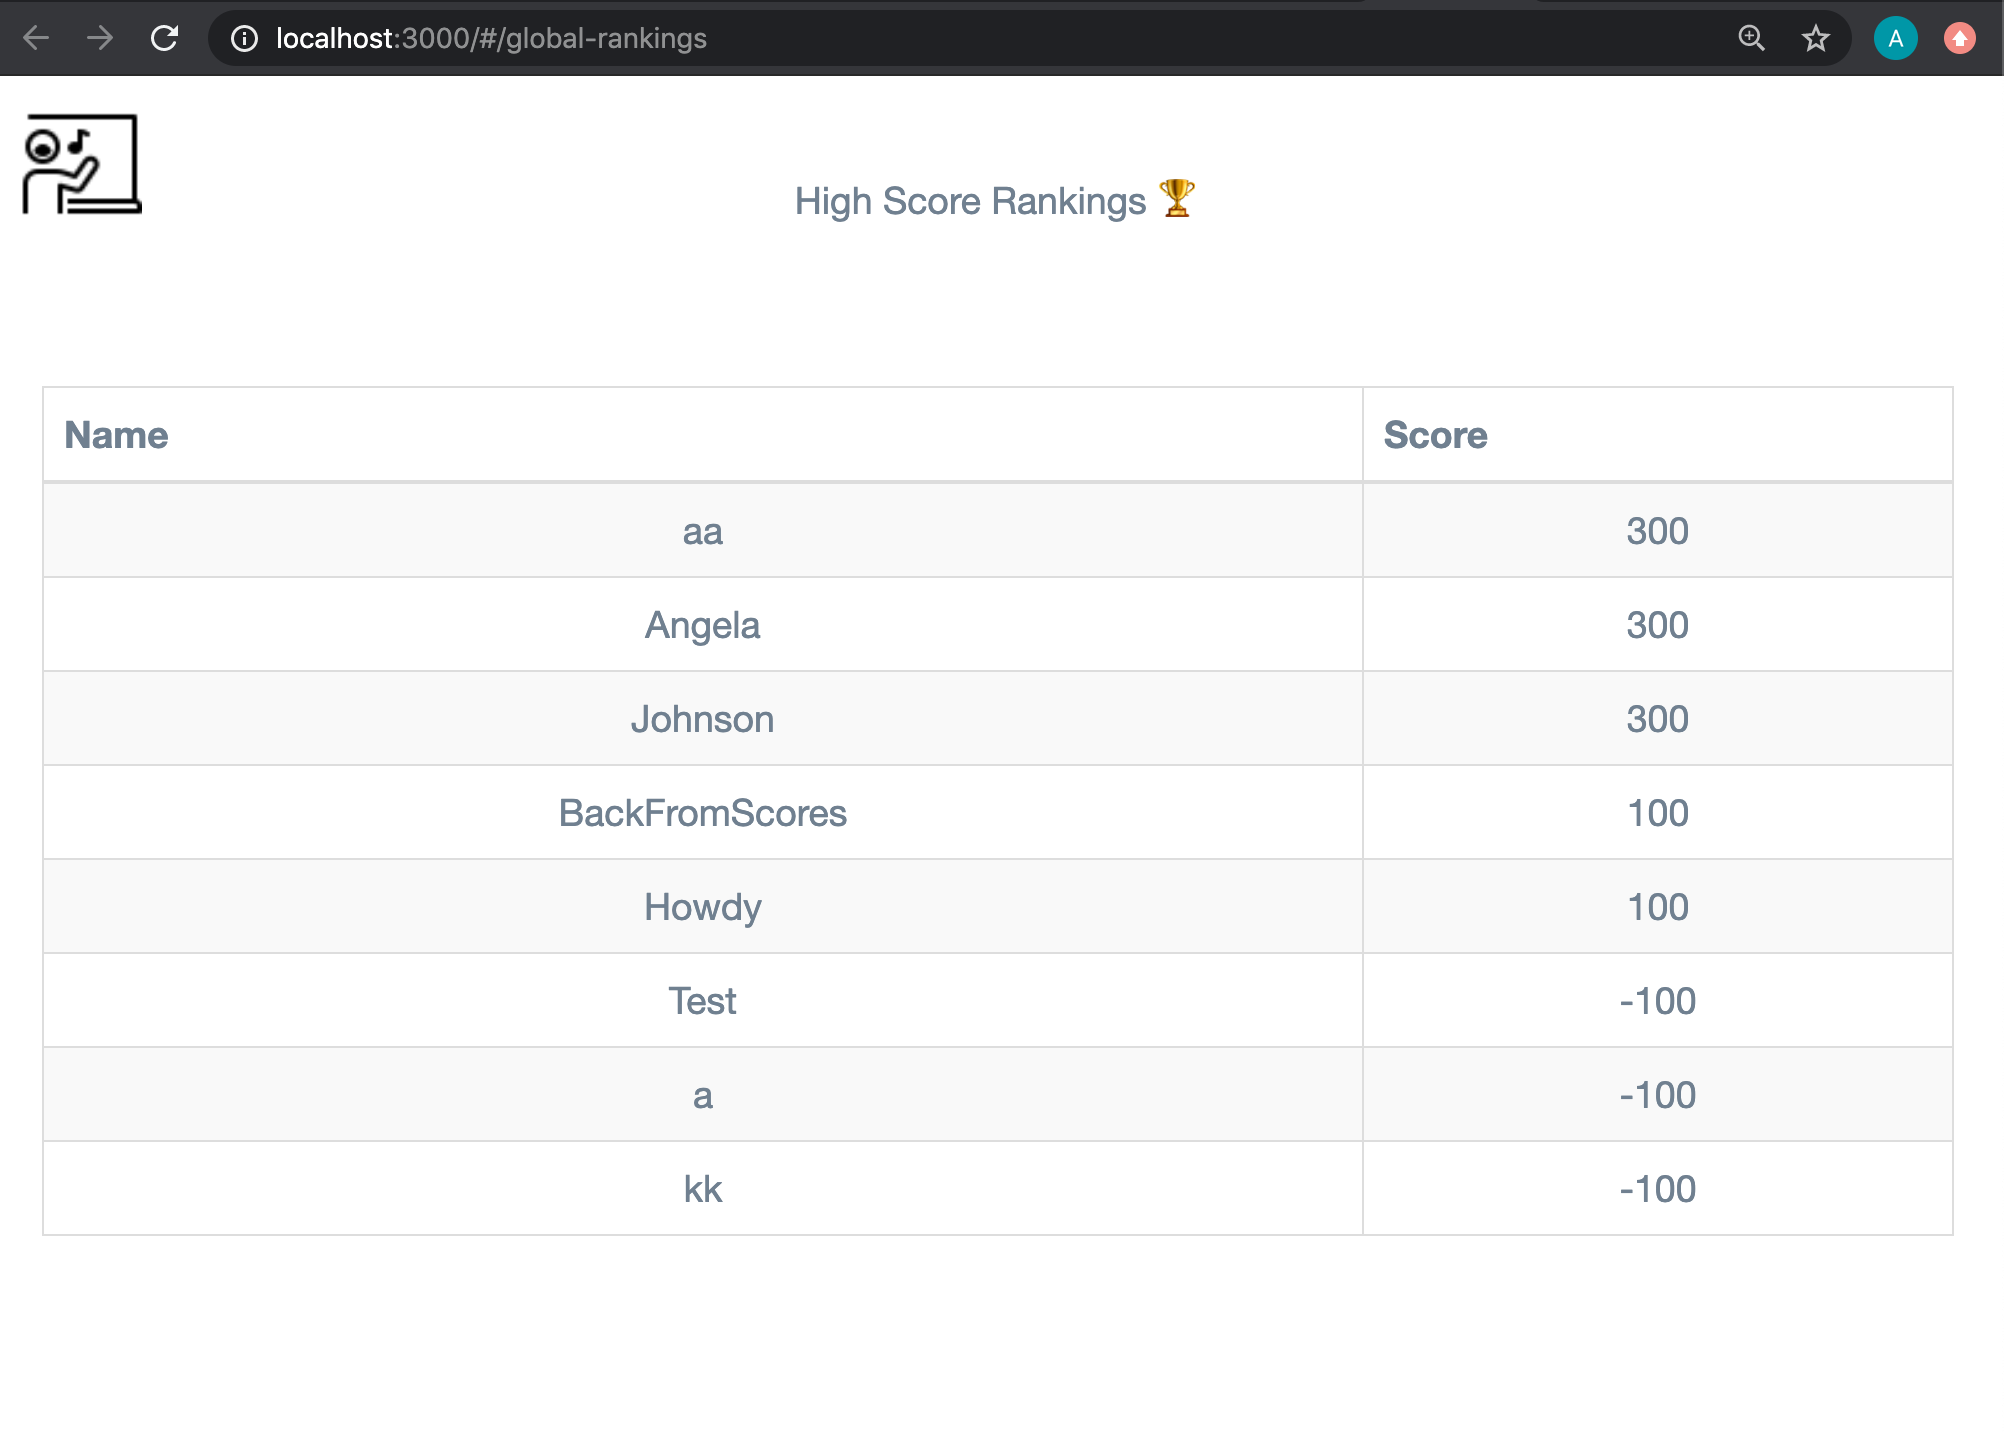 localhost:3000/#/global-rankings
A
High Score Rankings 🏆
Name Score
aa 300
Angela 300
Johnson 300
BackFromScores 100
Howdy 100
Test -100
a -100
kk -100